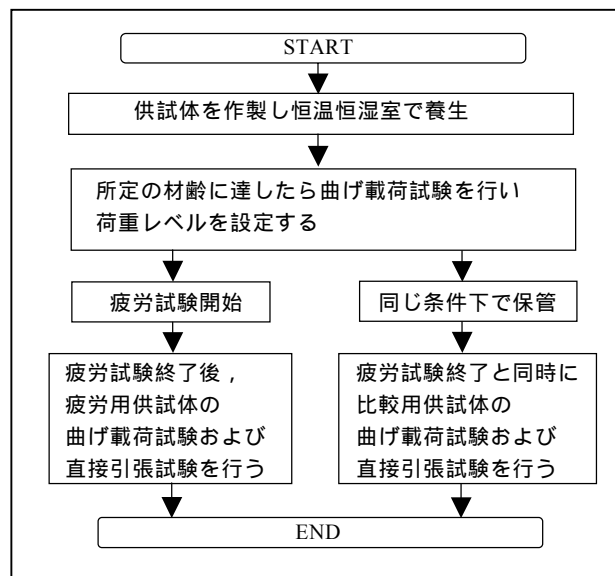 START
供試体を作製し恒温恒湿室で養生
所定の材齢に達したら曲げ載荷試験を行い
荷重レベルを設定する
疲労試験開始
同じ条件下で保管
疲労試験終了後，
疲労用供試体の
曲げ載荷試験および
直接引張試験を行う
疲労試験終了と同時に
比較用供試体の
曲げ載荷試験および
直接引張試験を行う
END